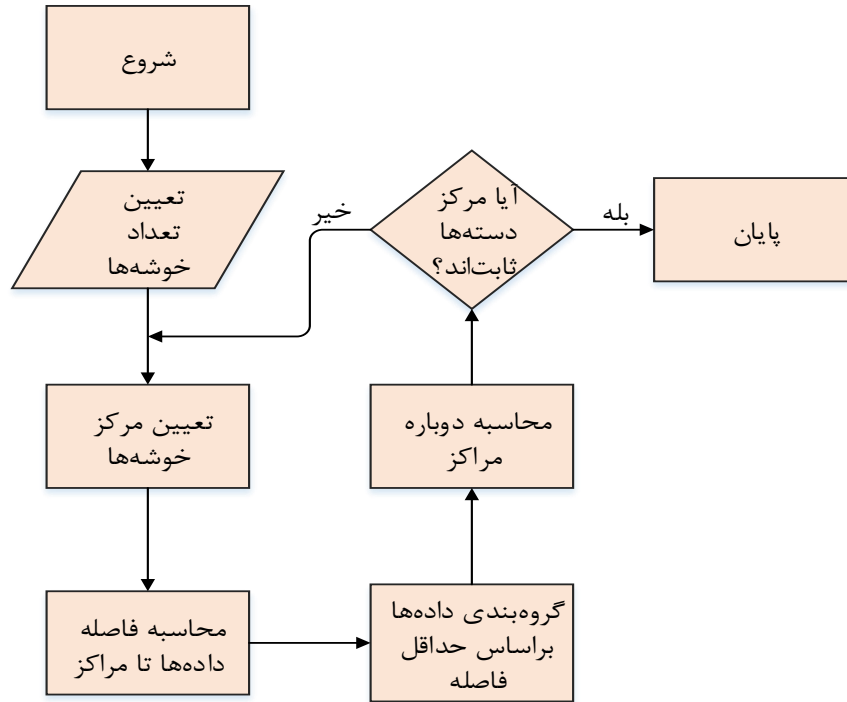 شروع
تعیین
تعداد
خوشه‌ها
تعیین مرکز
خوشه‌ها
محاسبه فاصله
داده‌ها تا مراکز
گروه‌بندی داده‌ها
براساس حداقل
فاصله
محاسبه دوباره
مراکز
آیا مرکز
دسته‌ها
ثابت‌اند؟
خیر
بله
پایان